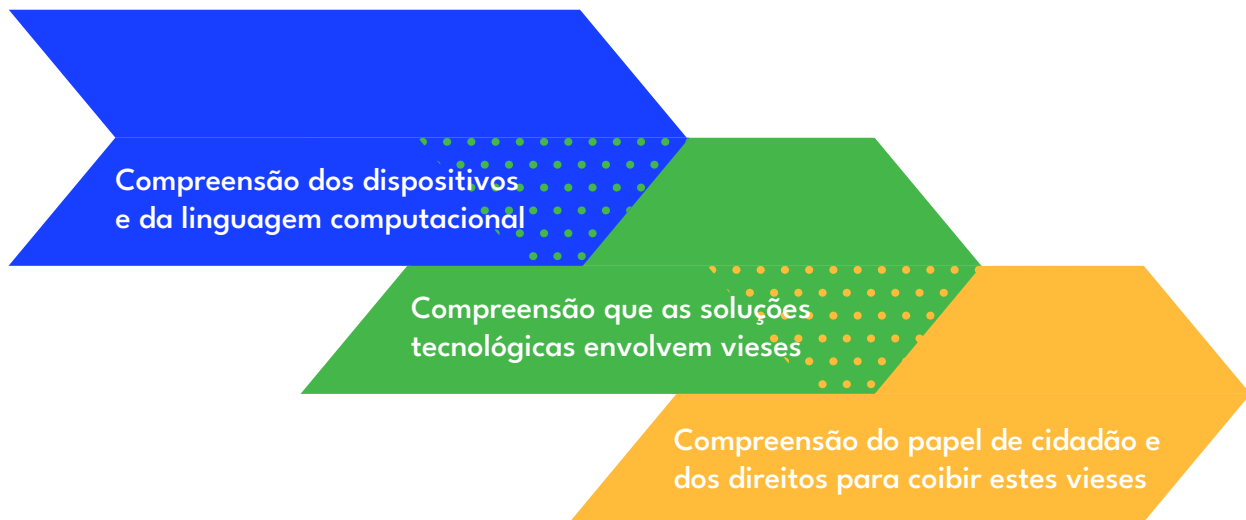 Compreensão dos dispositivos
e da linguagem computacional
Compreensão que as soluções
tecnológicas envolvem vieses
Compreensão do papel de cidadão e
dos direitos para coibir estes vieses